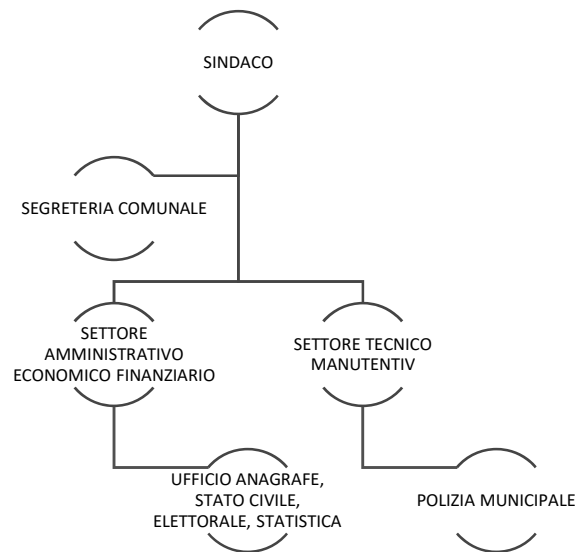 SINDACO
SEGRETERIA COMUNALE
SETTORE
AMMINISTRATIVO
ECONOMICO FINANZIARIO
SETTORE TECNICO
MANUTENTIV
UFFICIO ANAGRAFE,
STATO CIVILE,
ELETTORALE, STATISTICA
POLIZIA MUNICIPALE